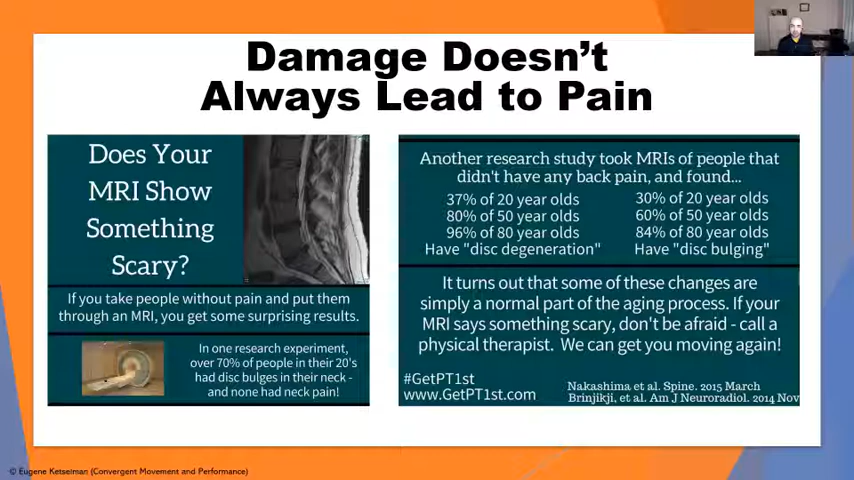 Damage Doesn't
Always Lead to Pain
Does Your
MRI Show
Something
Scary?
If you take people without pain and put them
through an MRI, you get some surprising results.
In one research experiment,
over 70% of people in their 20's
had disc bulges in their neck -
and none had neck pain!
Another research study took MRIs of people that
didn't have any back pain, and found...
37% of 20 year olds
80% of 50 year olds
96% of 80 year olds
Have "disc degeneration"
30% of 20 year olds
60% of 50 year olds
84% of 80 year olds
Have "disc bulging"
It turns out that some of these changes are
simply a normal part of the aging process. If your
MRI says something scary, don't be afraid - call a
physical therapist. We can get you moving again!
#GetPT1st
www.GetPT1st.com
Nakashima et al. Spine. 2015 March
Brinjikji, et al. Am J Neuroradiol. 2014 Nov
© Eugene Ketselman (Convergent Movement and Performance)